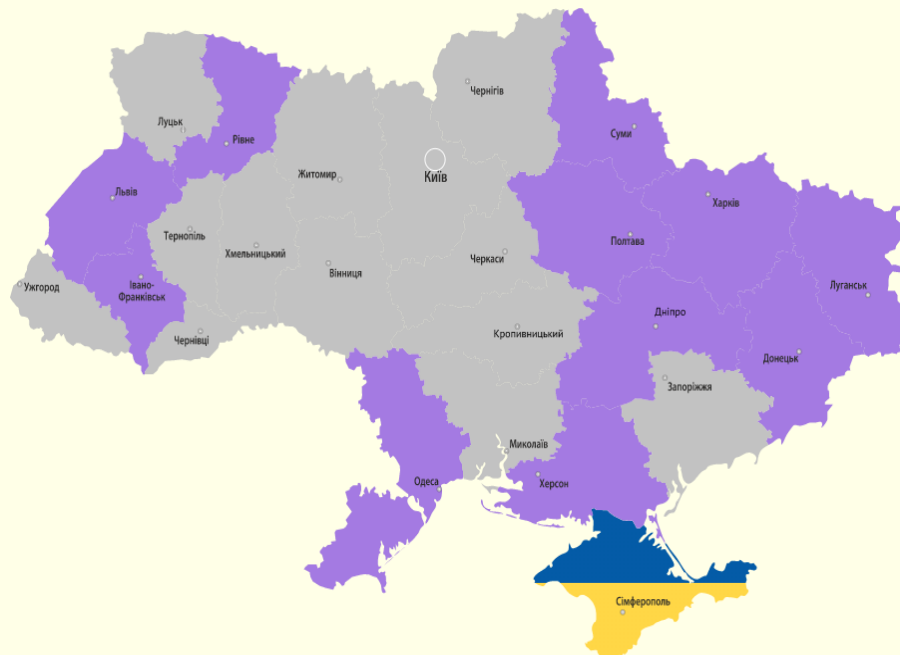 Чернігів
Луцьк
Суми
Рівне
Київ
Житомир
Львів
Харків
Тернопіль
Полтава
Хмельницький
Черкаси
Вінниця
Ужгород
Івано-
Франківськ
Луганськ
Дніпро
Чернівці
Кропивницький
Донецьк
Запоріжжя
Миколаїв
Одеса
Херсон
Сімферополь